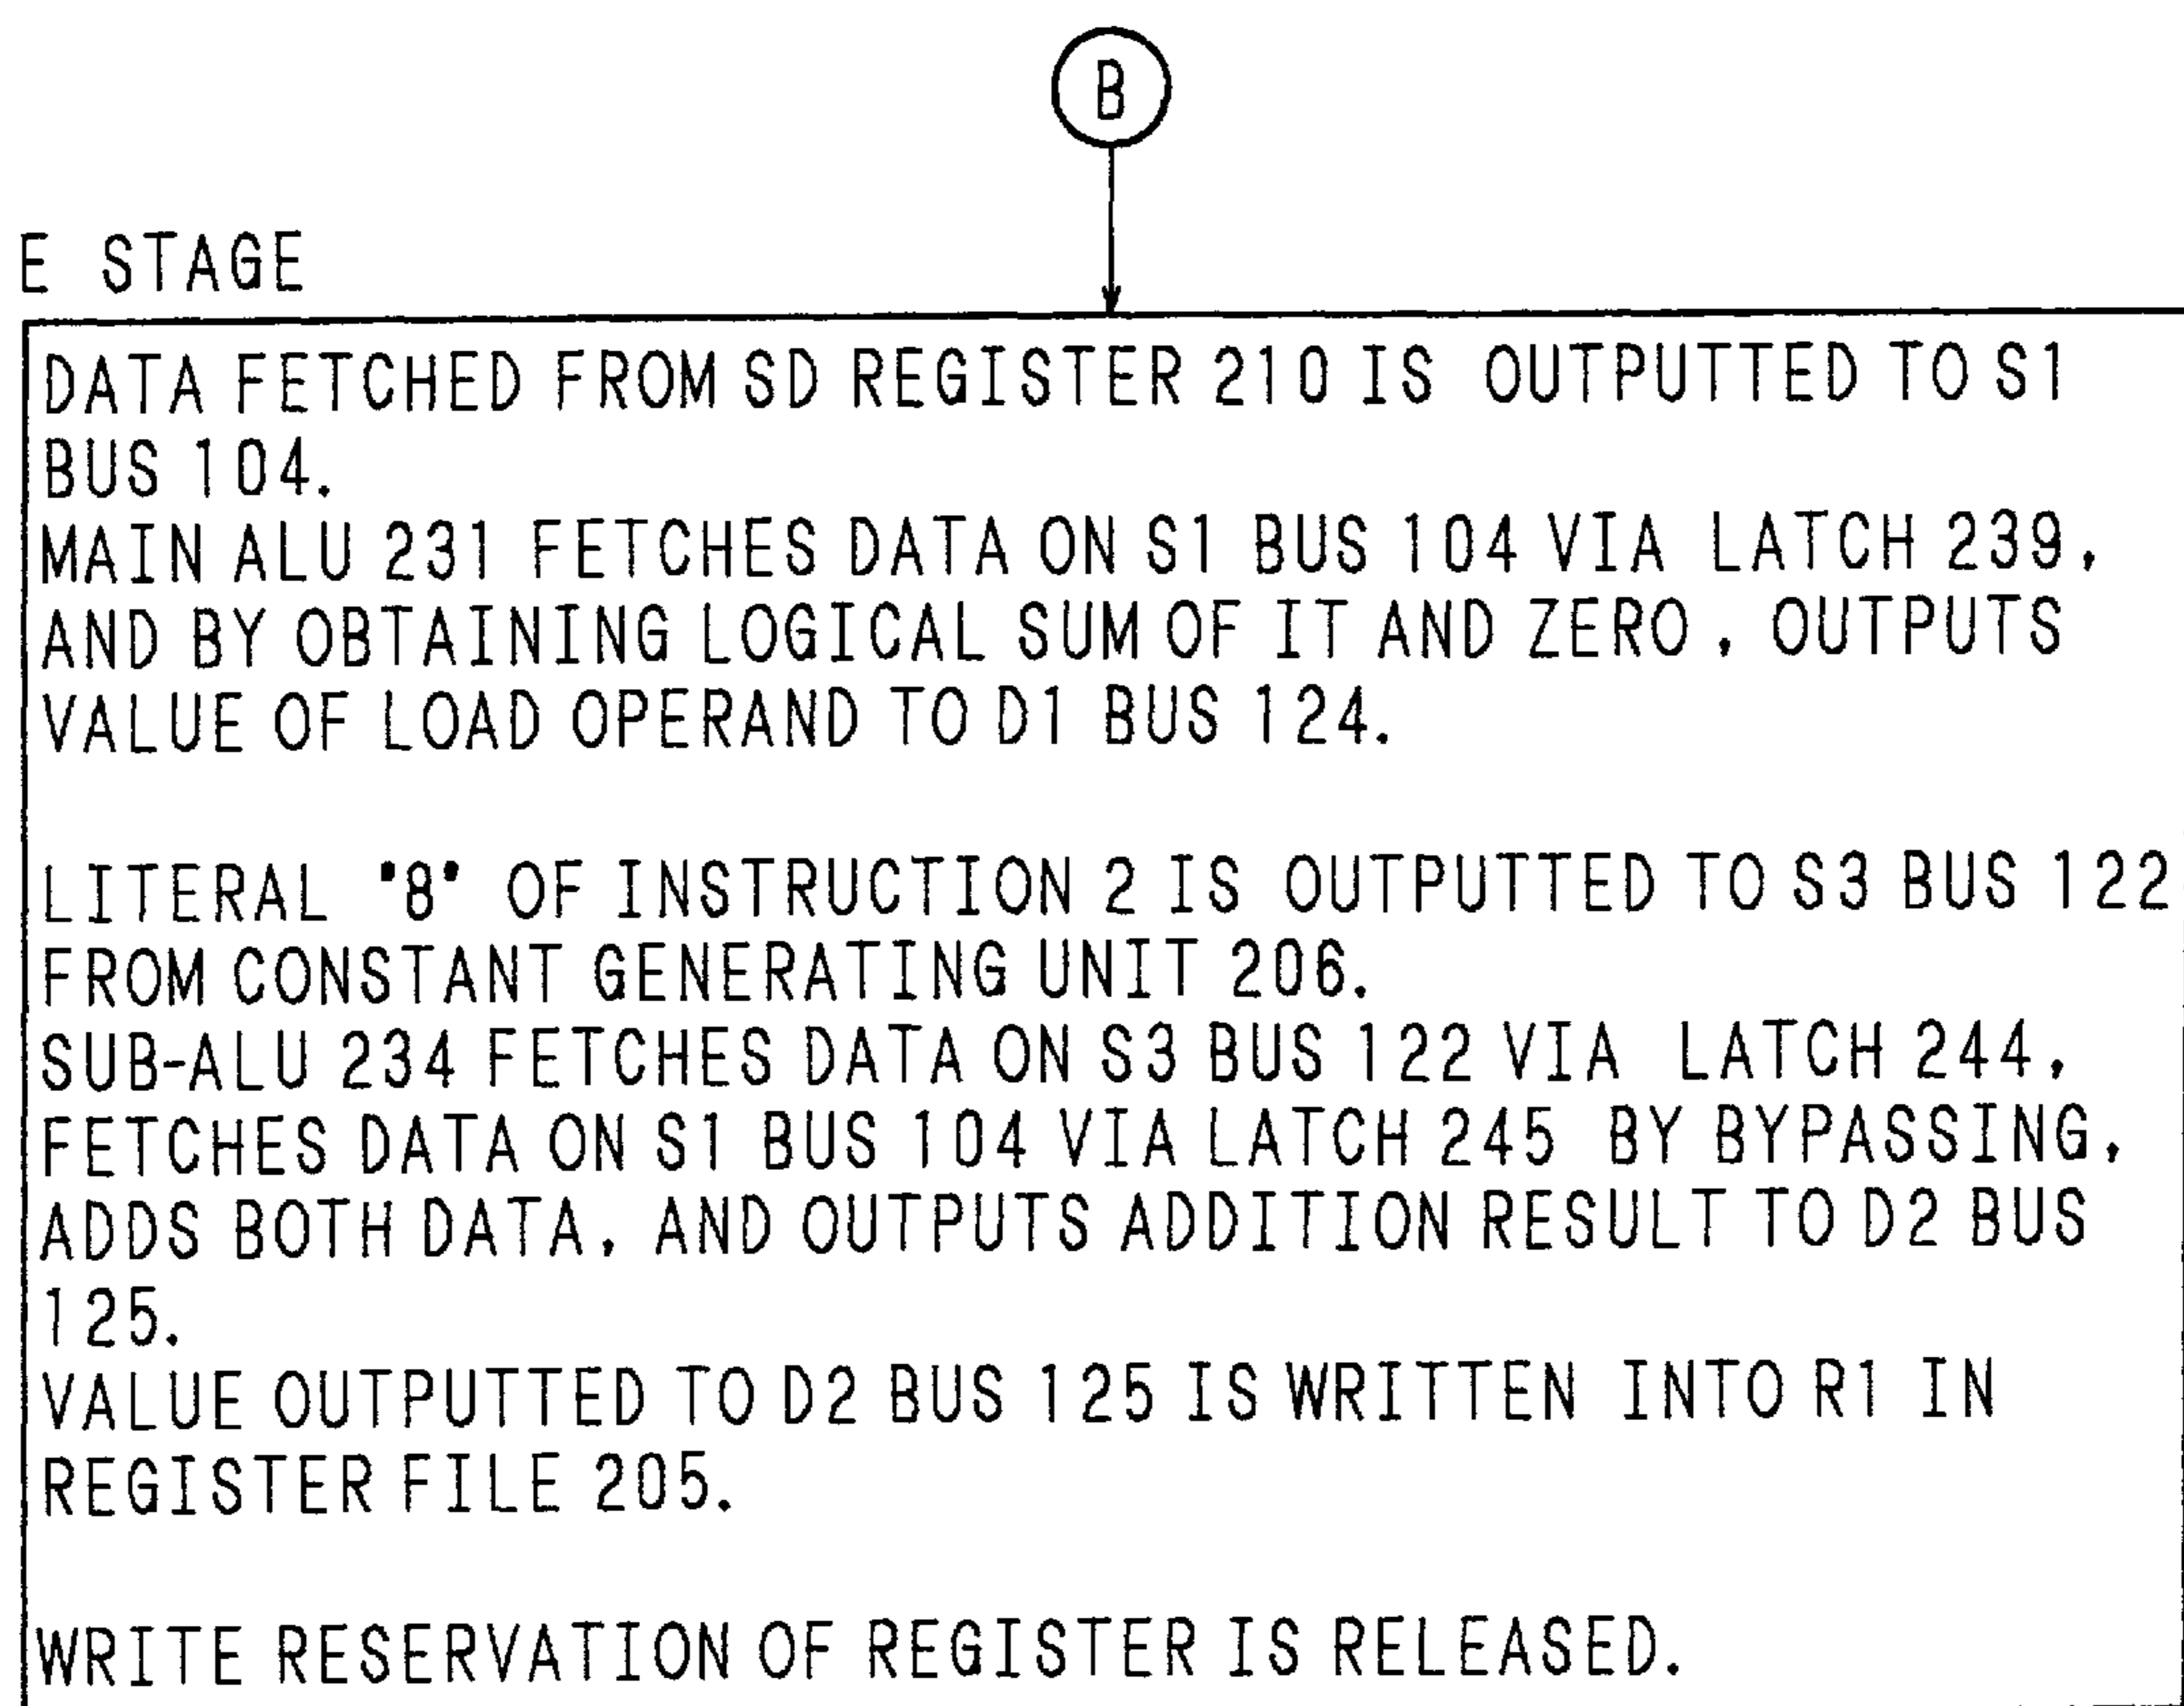 B
E STAGE
DATA FETCHED FROM SD REGISTER 210 IS OUTPUTTED TO S1
BUS 104.
MAIN ALU 231 FETCHES DATA ON S1 BUS 104 VIA LATCH 239,
AND BY OBTAINING LOGICAL SUM OF IT AND ZERO, OUTPUTS
VALUE OF LOAD OPERAND TO D1 BUS 124.
LITERAL "8" OF INSTRUCTION 2 IS OUTPUTTED TO S3 BUS 122
FROM CONSTANT GENERATING UNIT 206.
SUB-ALU 234 FETCHES DATA ON S3 BUS 122 VIA LATCH 244,
FETCHES DATA ON S1 BUS 104 VIA LATCH 245 BY BYPASSING,
ADDS BOTH DATA, AND OUTPUTS ADDITION RESULT TO D2 BUS
125.
VALUE OUTPUTTED TO D2 BUS 125 IS WRITTEN INTO R1 IN
REGISTER FILE 205.
WRITE RESERVATION OF REGISTER IS RELEASED.